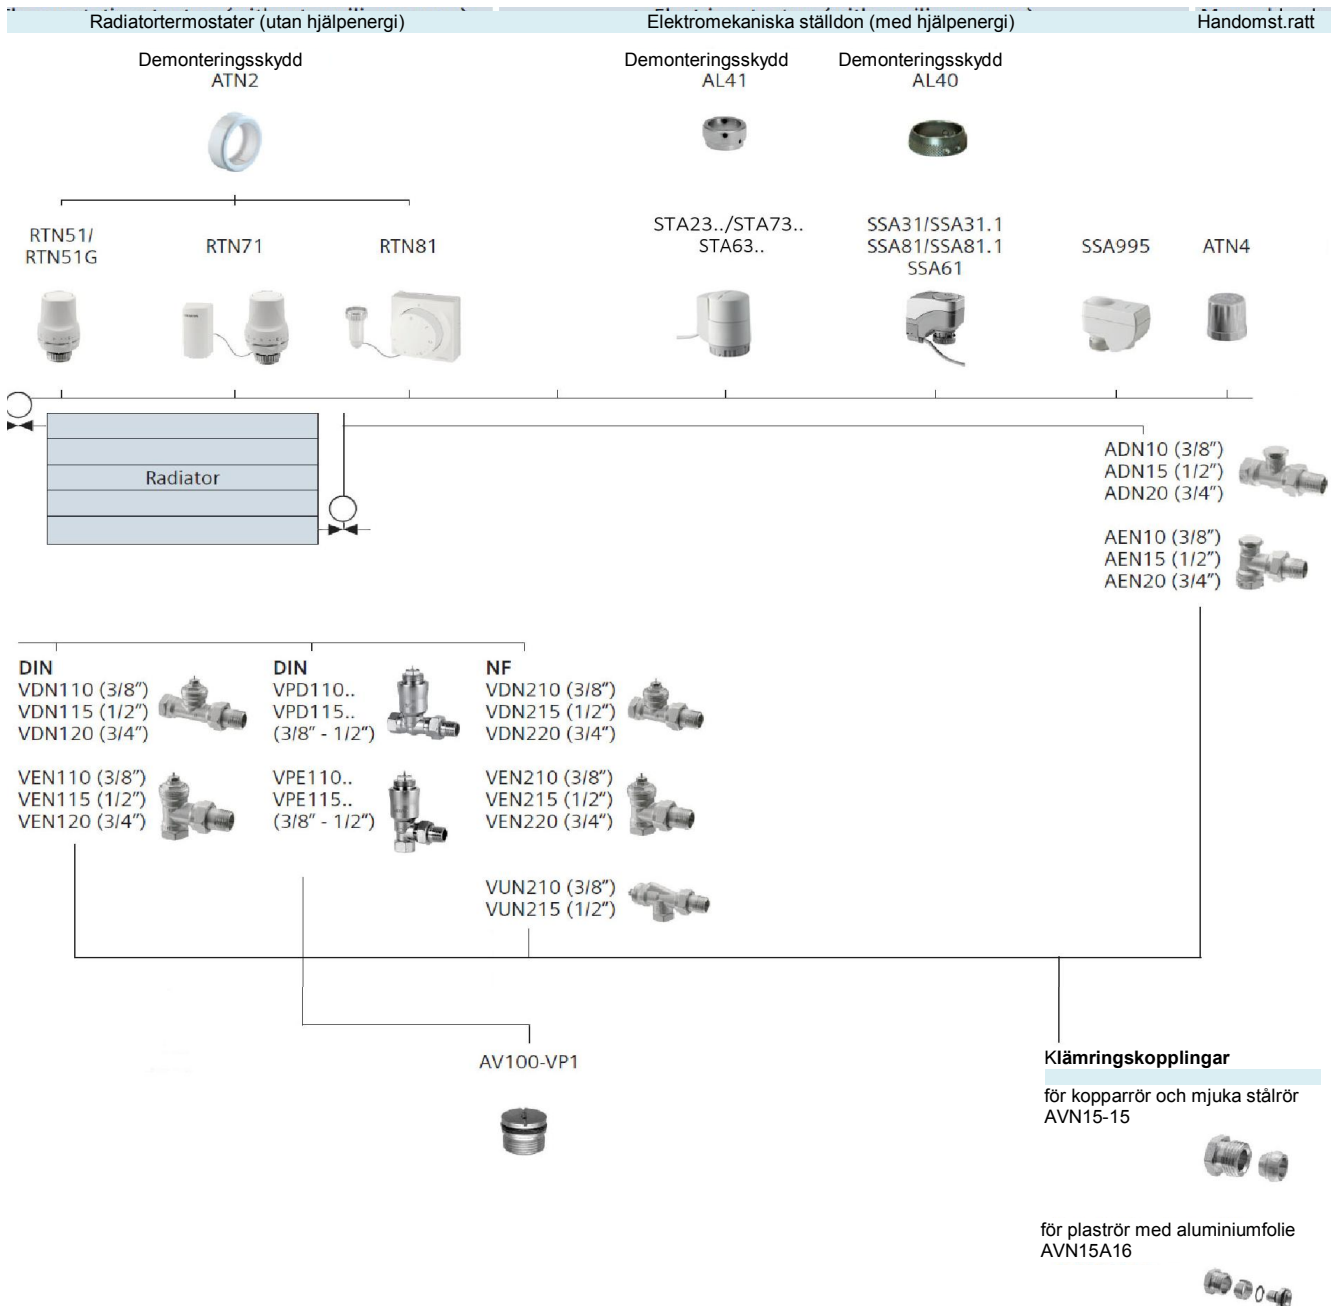 Radiatortermostater (utan hjälpenergi)
Elektromekaniska ställdon (med hjälpenergi)
Handomst.ratt
Demonteringsskydd
ATN2
Demonteringsskydd
AL41
Demonteringsskydd
AL40
RTN51/
RTN51G
RTN71
RTN81
STA23../STA73..
STA63..
SSA31/SSA31.1
SSA81/SSA81.1
SSA61
SSA995
ATN4
Radiator
ADN10 (3/8")
ADN15 (1/2")
ADN20 (3/4")
AEN10 (3/8")
AEN15 (1/2")
AEN20 (3/4")
DIN
VDN110 (3/8")
VDN115 (1/2")
VDN120 (3/4")
VEN110 (3/8")
VEN115 (1/2")
VEN120 (3/4")
DIN
VPD110..
VPD115..
(3/8" - 1/2")
VPE110..
VPE115..
(3/8" - 1/2")
NF
VDN210 (3/8")
VDN215 (1/2")
VDN220 (3/4")
VEN210 (3/8")
VEN215 (1/2")
VEN220 (3/4")
VUN210 (3/8")
VUN215 (1/2")
AV100-VP1
Klämringskopplingar
för kopparrör och mjuka stålrör
AVN15-15
för plaströr med aluminiumfolie
AVN15A16